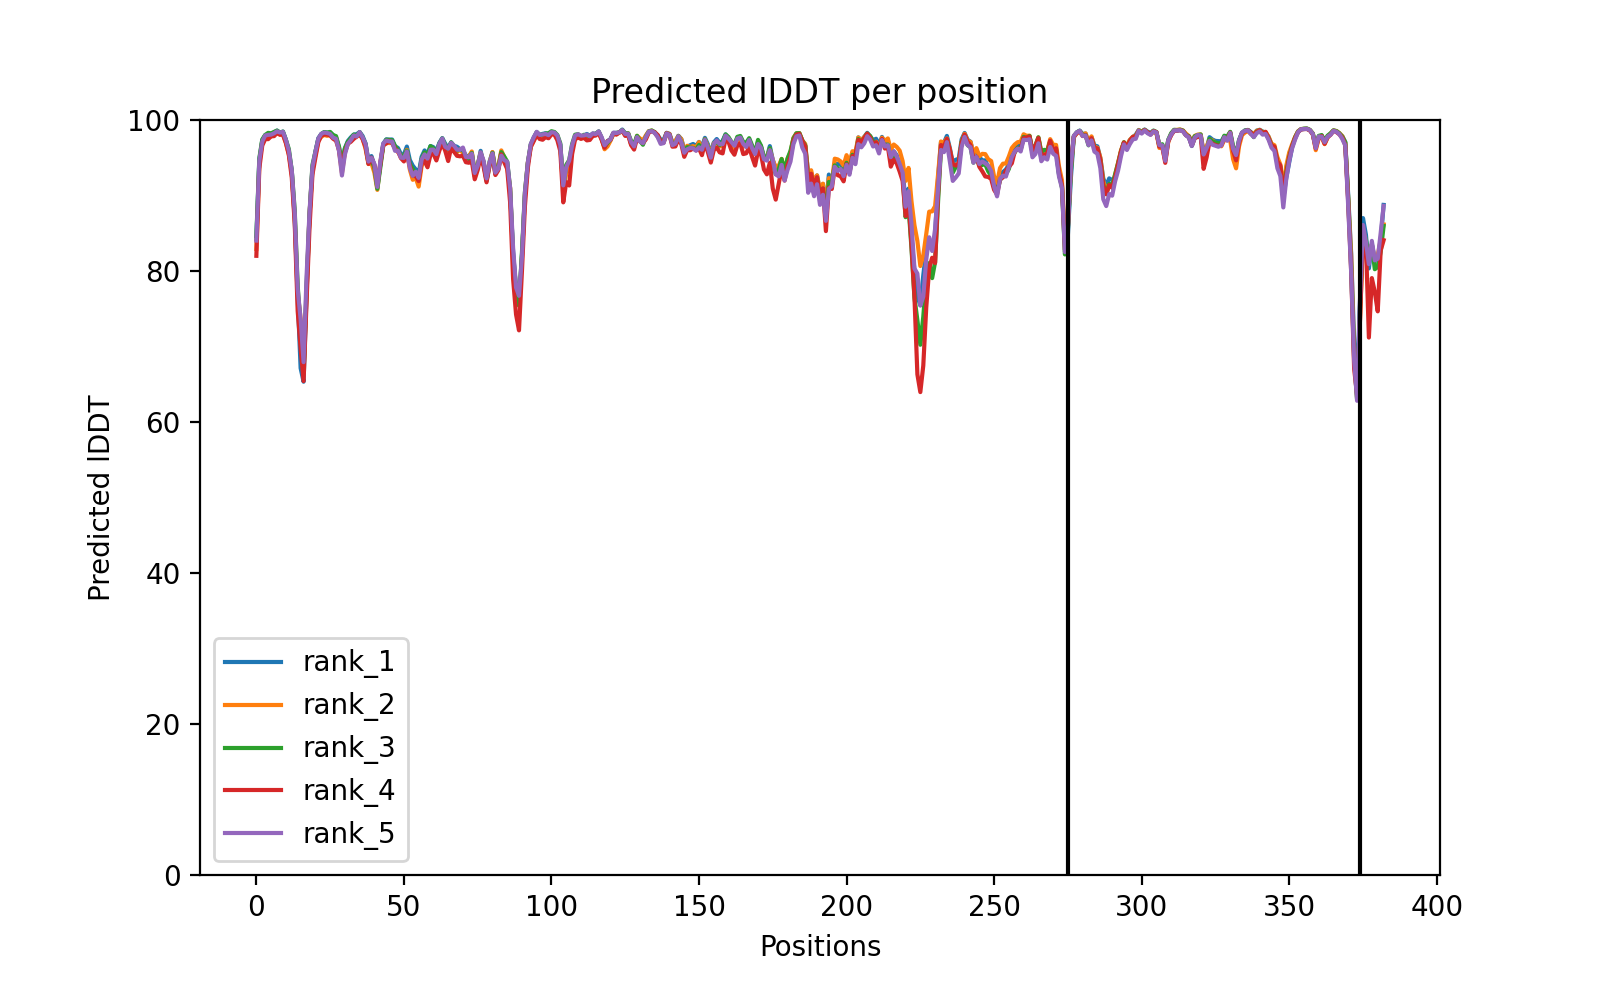 Predicted lDDT per position
100
80
60
40
20
0
Predicted lDDT
rank_1
rank_2
rank_3
rank_4
rank_5
0 50 100 150 200 250 300 350 400
Positions